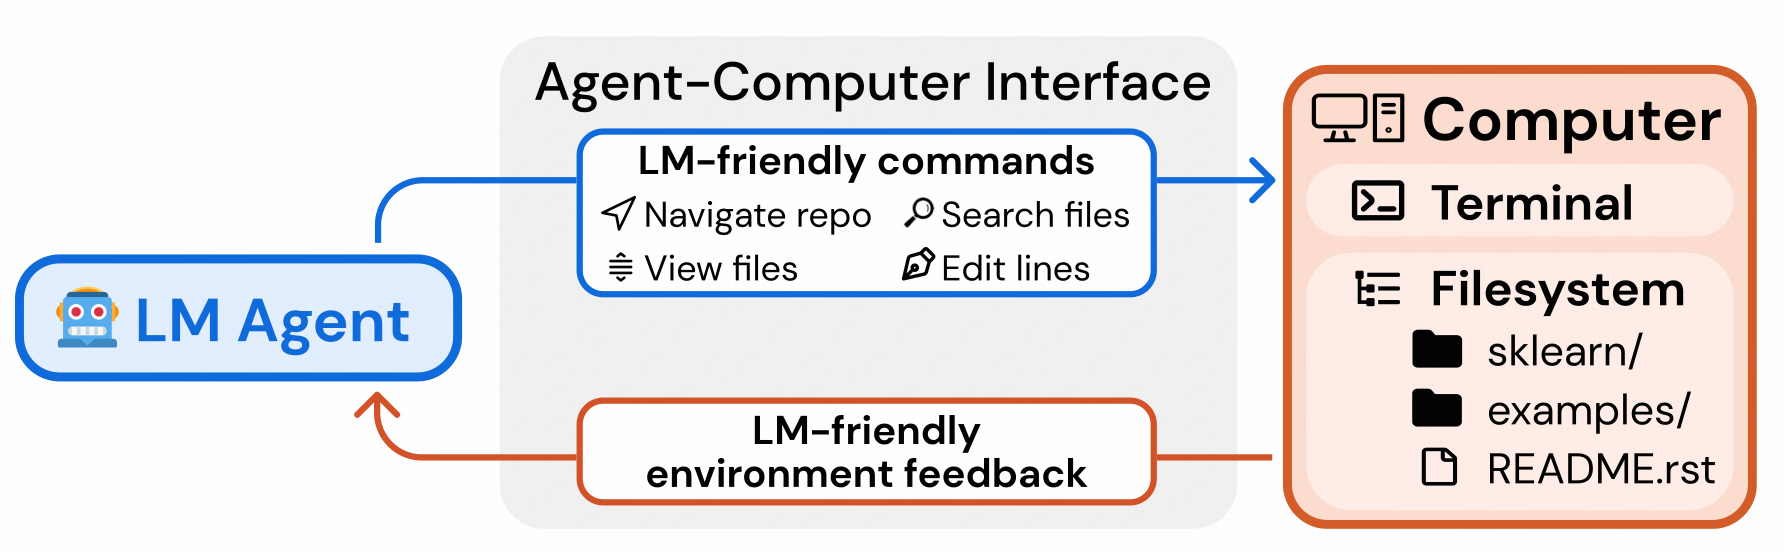 Agent-Computer Interface
LM-friendly commands
Navigate repo
Search files
View files
Edit lines
LM Agent
LM-friendly
environment feedback
Computer
Terminal
Filesystem
sklearn/
examples/
README.rst